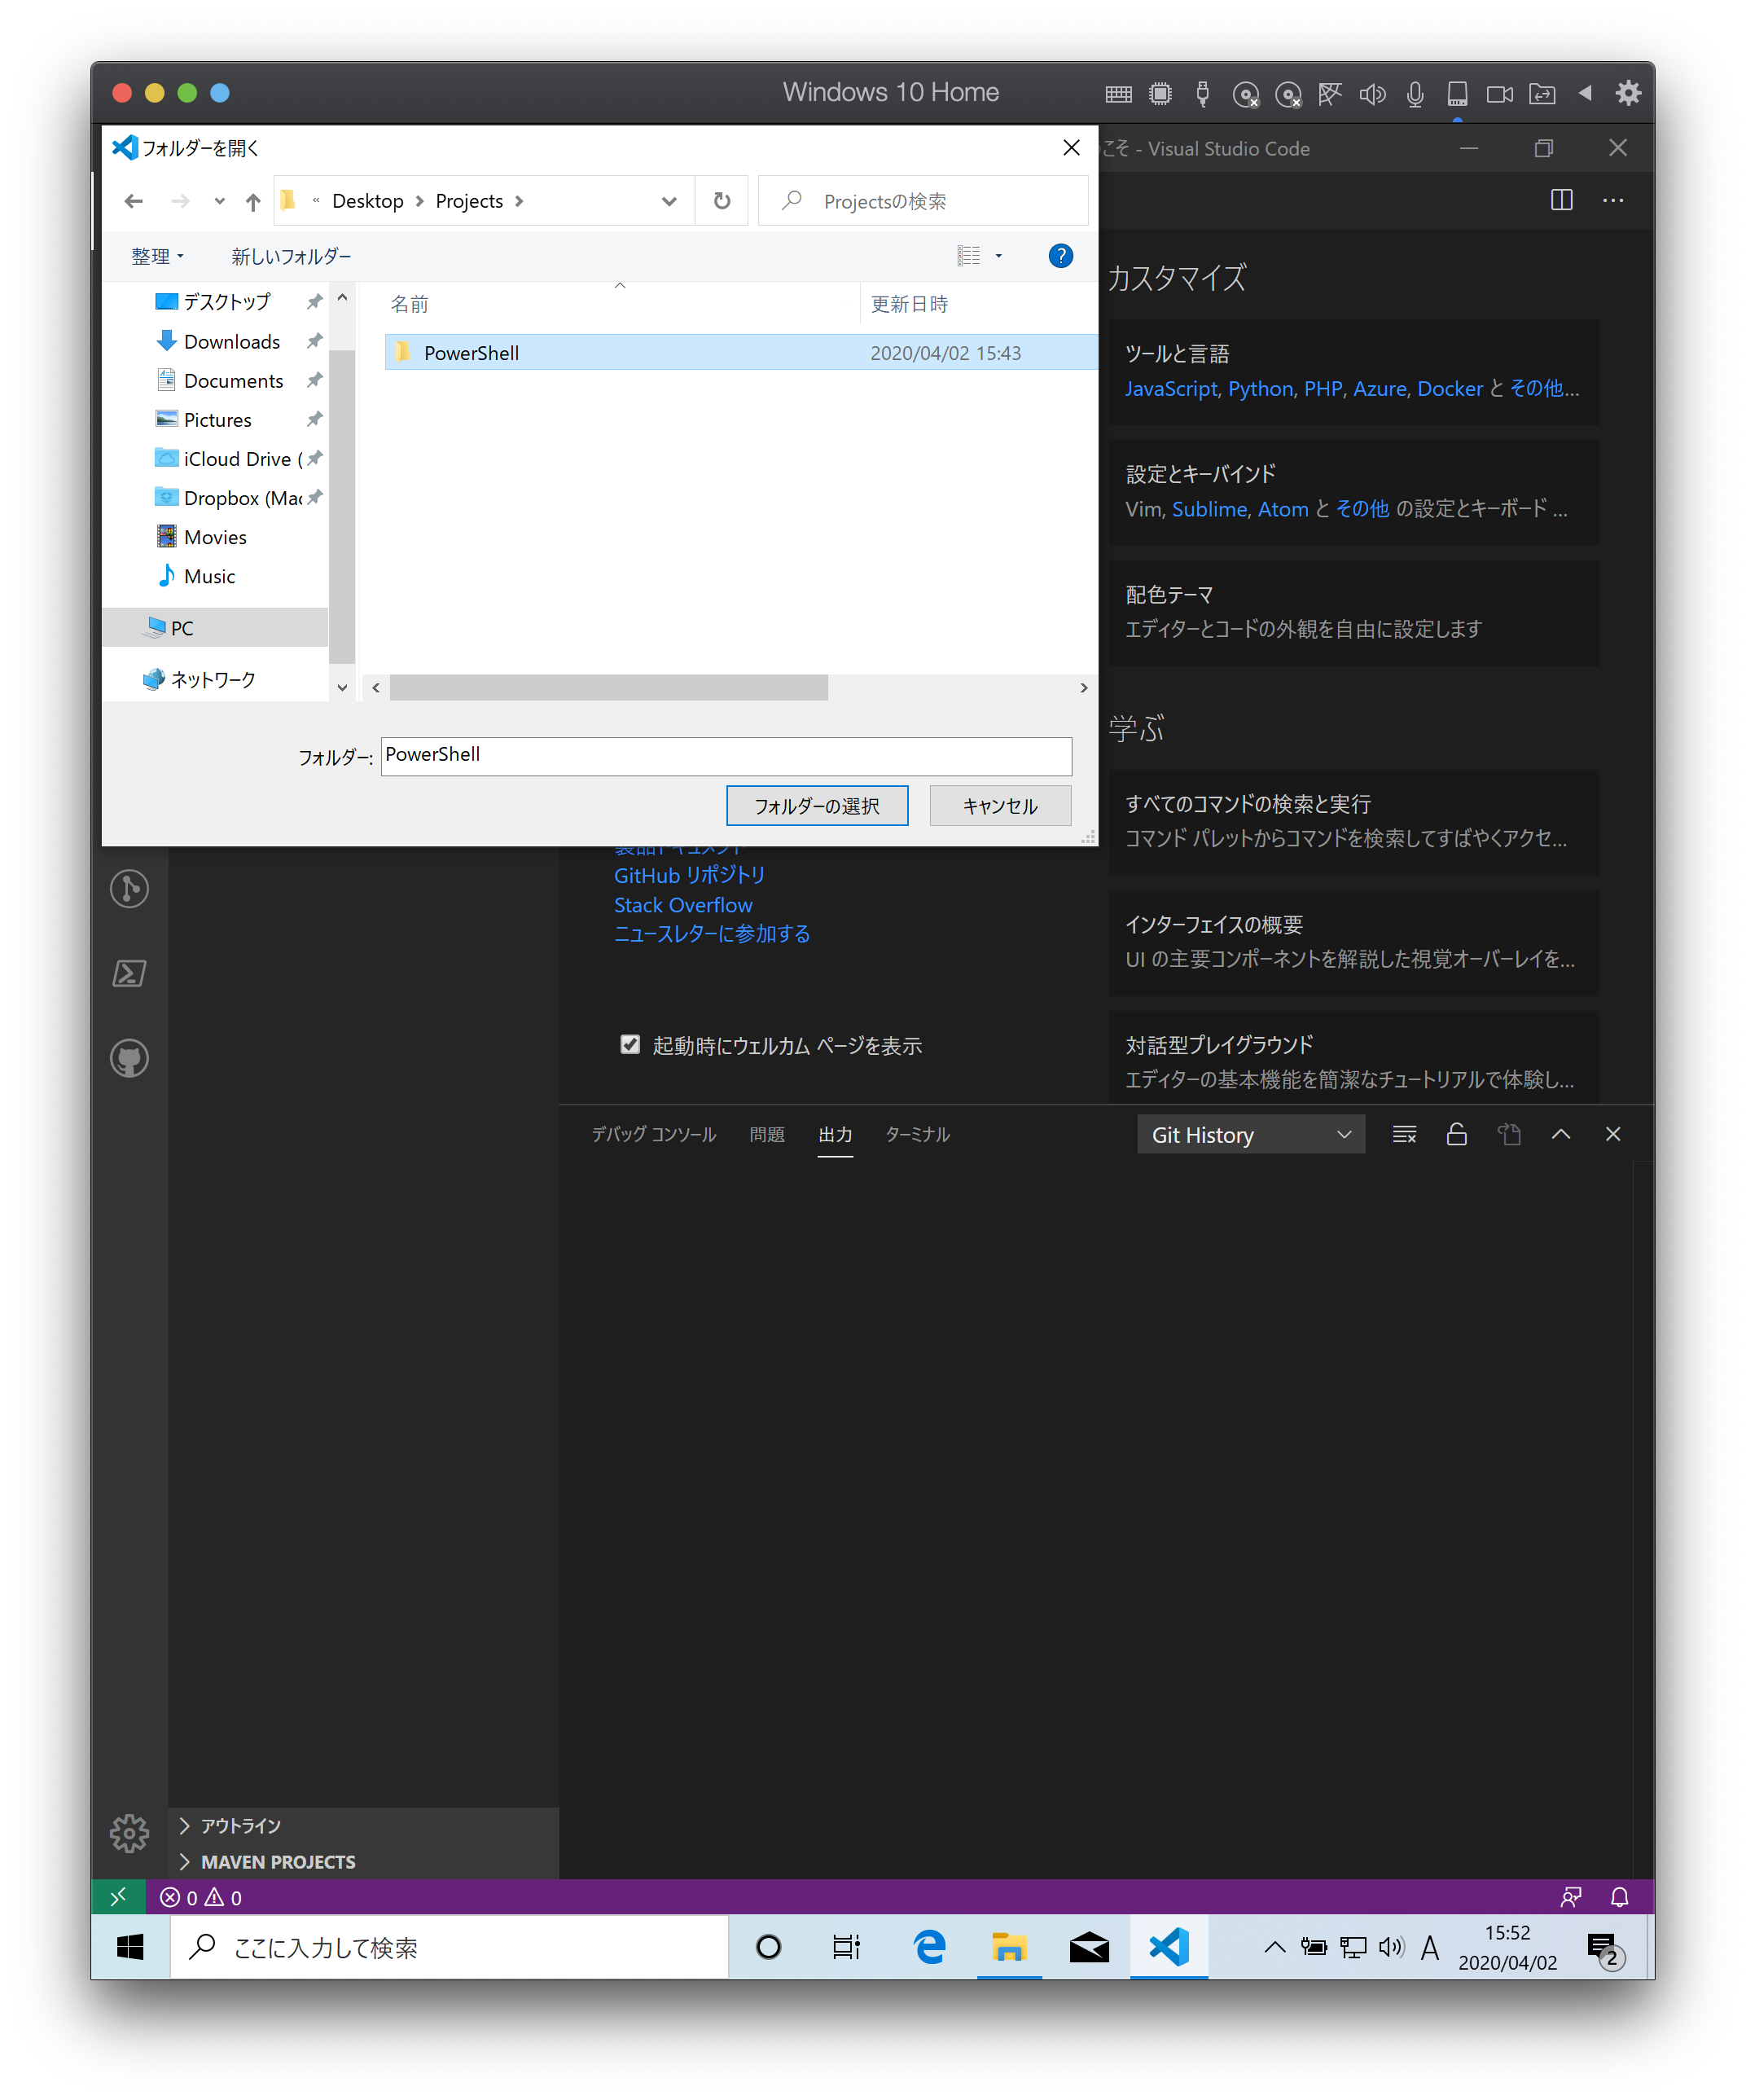 Windows 10 Home
フォルダーを開く
こそ - Visual Studio Code
« Desktop > Projects >
Projectsの検索
整理
新しいフォルダー
?
デスクトップ
Downloads
Documents
Pictures
iCloud Drive (
Dropbox (Mac
Movies
Music
PC
ネットワーク
名前
更新日時
PowerShell
2020/04/02 15:43
フォルダー:
PowerShell
フォルダーの選択
キャンセル
カスタマイズ
ツールと言語
JavaScript, Python, PHP, Azure, Docker と その他...
設定とキーバインド
Vim, Sublime, Atom と その他 の設定とキーボード ...
配色テーマ
エディターとコードの外観を自由に設定します
学ぶ
すべてのコマンドの検索と実行
コマンド パレットからコマンドを検索してすばやくアクセ...
インターフェイスの概要
UI の主要コンポーネントを解説した視覚オーバーレイを...
対話型プレイグラウンド
エディターの基本機能を簡潔なチュートリアルで体験し...
製品ドキュメント
GitHub リポジトリ
Stack Overflow
ニュースレターに参加する
起動時にウェルカム ページを表示
デバッグ コンソール
問題
出力
ターミナル
Git History
アウトライン
MAVEN PROJECTS
0
0
ここに入力して検索
A
15:52
2020/04/02
2